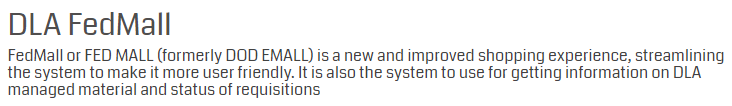 DLA FedMall
FedMall or FED MALL (formerly DOD EMALL) is a new and improved shopping experience, streamlining
the system to make it more user friendly. It is also the system to use for getting information on DLA
managed material and status of requisitions